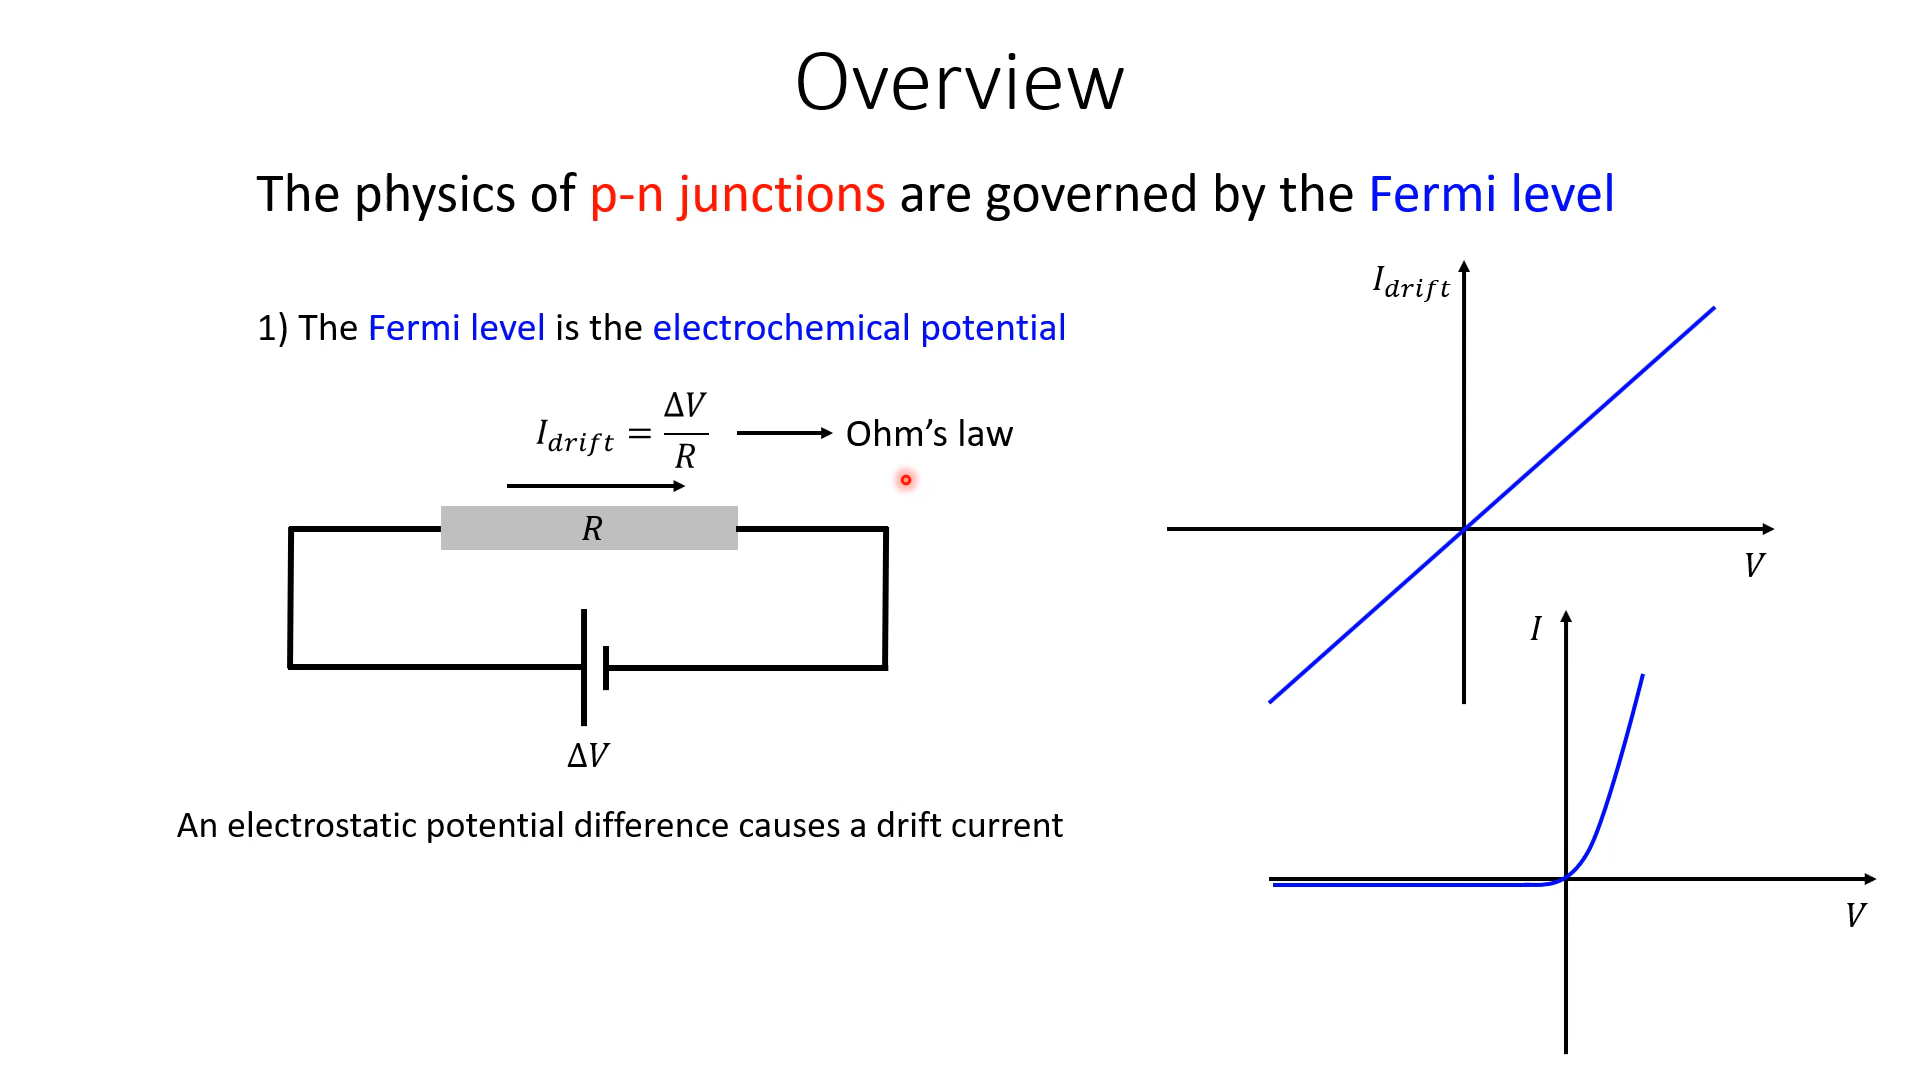 Overview
The physics of p-n junctions are governed by the Fermi level
1) The Fermi level is the electrochemical potential
I_drift = ΔV/R → Ohm’s law
R
ΔV
An electrostatic potential difference causes a drift current
I_drift
V
I
V